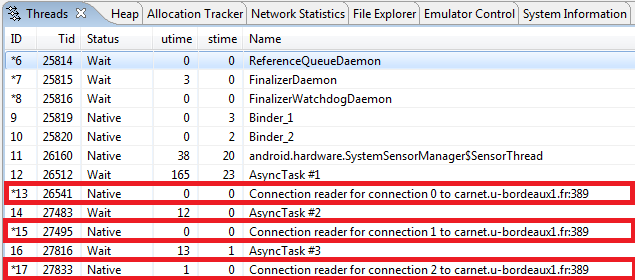 Threads Heap Allocation Tracker Network Statistics File Explorer Emulator Control System Information
ID Tid Status utime stime Name
*6 25814 Wait 0 0 ReferenceQueueDaemon
*7 25815 Wait 3 0 FinalizerDaemon
*8 25816 Wait 0 0 FinalizerWatchdogDaemon
9 25819 Native 0 3 Binder_1
10 25820 Native 0 2 Binder_2
11 26160 Native 38 20 android.hardware.SystemSensorManager$SensorThread
12 26512 Wait 165 23 AsyncTask #1
*13 26541 Native 0 0 Connection reader for connection 0 to carnet.u-bordeaux1.fr:389
14 27483 Wait 12 0 AsyncTask #2
*15 27495 Native 0 0 Connection reader for connection 1 to carnet.u-bordeaux1.fr:389
16 27816 Wait 13 1 AsyncTask #3
*17 27833 Native 1 0 Connection reader for connection 2 to carnet.u-bordeaux1.fr:389